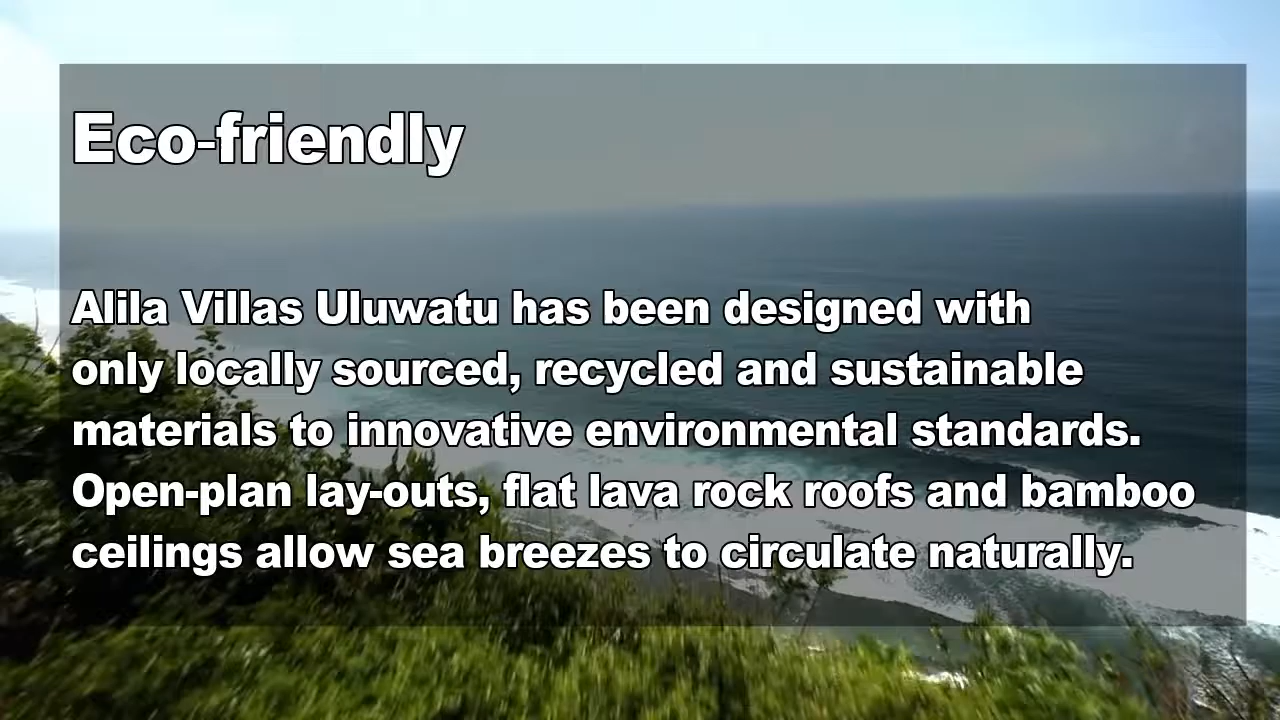 Eco-friendly
Alila Villas Uluwatu has been designed with
only locally sourced, recycled and sustainable
materials to innovative environmental standards.
Open-plan lay-outs, flat lava rock roofs and bamboo
ceilings allow sea breezes to circulate naturally.